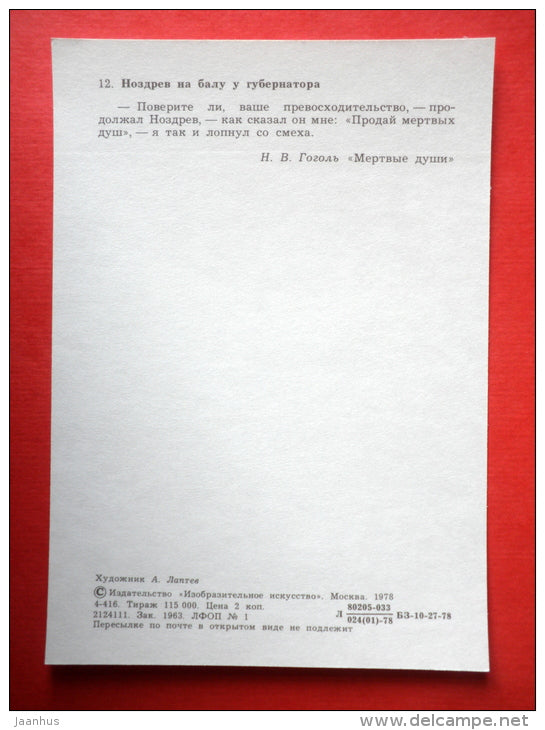 12. Ноздрев на балу у губернатора
— Поверите ли, ваше превосходительство, — про-
должал Ноздрев, — как сказал он мне: «Продай мертвых
душ», — я так и лопнул со смеха.
Н. В. Гоголь «Мертвые души»
Художник А. Лаптев
© Издательство «Изобразительное искусство». Москва. 1978
4-416. Тираж 115 000. Цена 2 коп.
2124111. Зак. 1963. ЛФОП № 1
Л 80205-033
024(01)-78 БЗ-10-27-78
Пересылке по почте в открытом виде не подлежит
jaanhus
www.delcampe.net